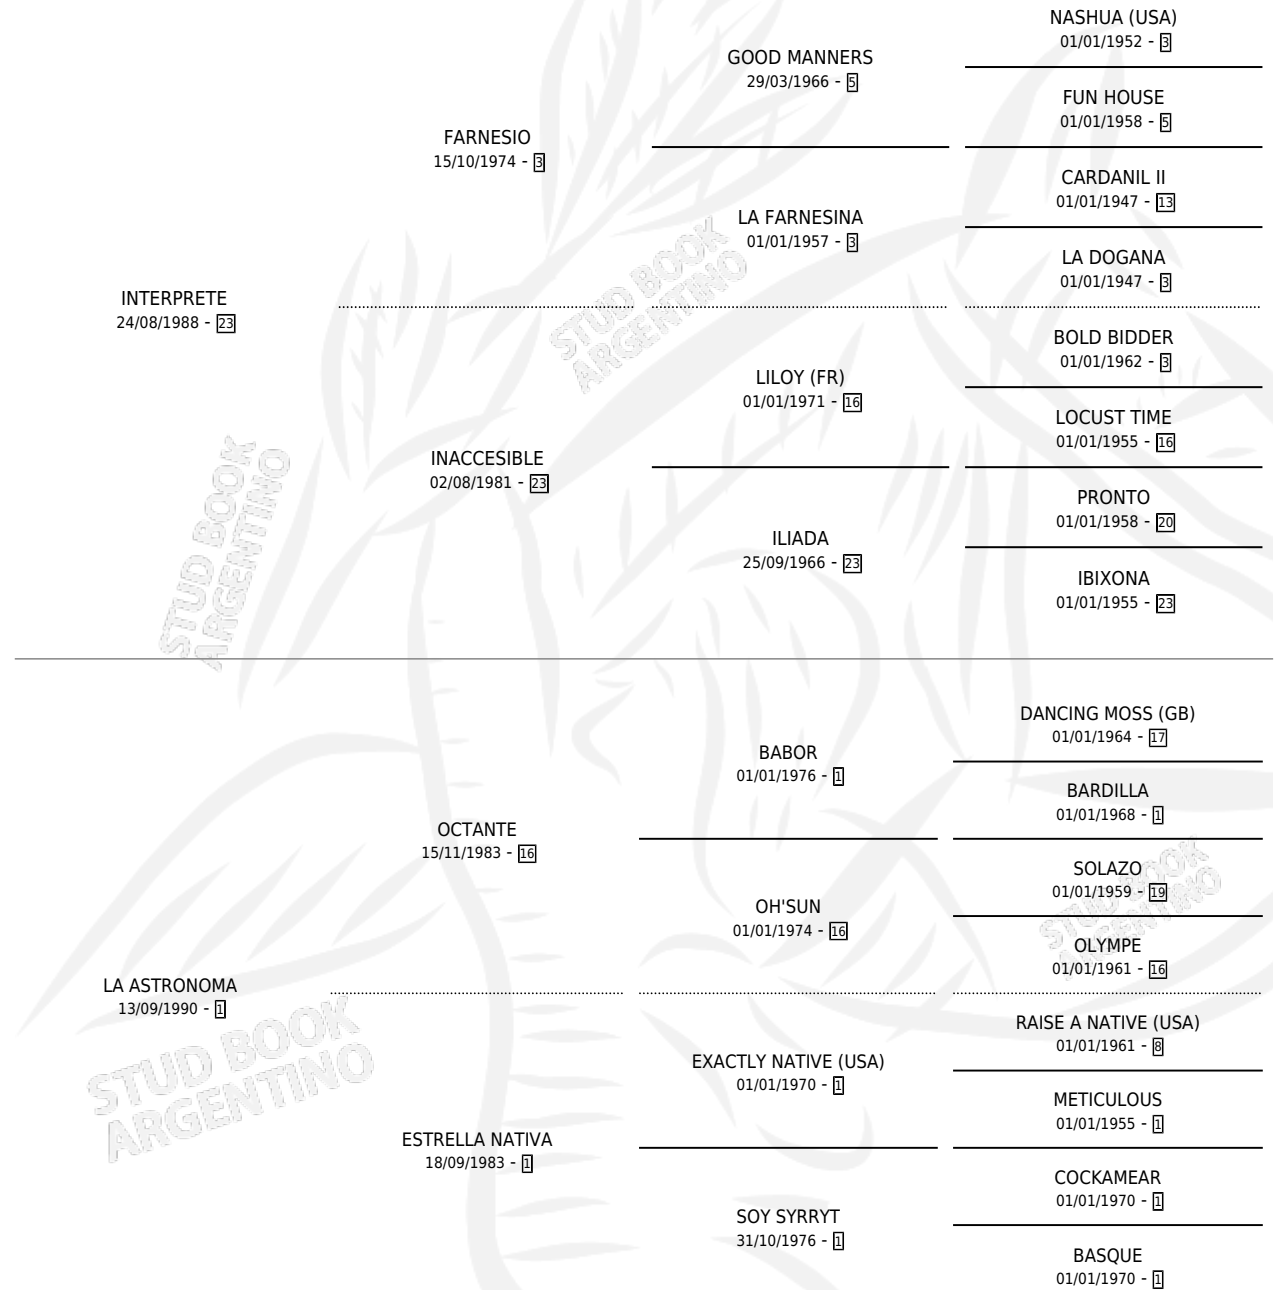 NASHUA (USA)
01/01/1952 - 3
GOOD MANNERS
29/03/1966 - 5
FUN HOUSE
01/01/1958 - 5
FARNESIO
15/10/1974 - 3
CARDANIL II
01/01/1947 - 13
LA FARNESINA
01/01/1957 - 3
LA DOGANA
01/01/1947 - 3
INTERPRETE
24/08/1988 - 23
BOLD BIDDER
01/01/1962 - 3
LILOY (FR)
01/01/1971 - 16
LOCUST TIME
01/01/1955 - 16
INACCESIBLE
02/08/1981 - 23
PRONTO
01/01/1958 - 20
ILIADA
25/09/1966 - 23
IBIXONA
01/01/1955 - 23
DANCING MOSS (GB)
01/01/1964 - 17
BABOR
01/01/1976 - 1
BARDILLA
01/01/1968 - 1
OCTANTE
15/11/1983 - 16
SOLAZO
01/01/1959 - 19
OH'SUN
01/01/1974 - 16
OLYMPE
01/01/1961 - 16
LA ASTRONOMA
13/09/1990 - 1
RAISE A NATIVE (USA)
01/01/1961 - 8
EXACTLY NATIVE (USA)
01/01/1970 - 1
METICULOUS
01/01/1955 - 1
ESTRELLA NATIVA
18/09/1983 - 1
COCKAMEAR
01/01/1970 - 1
SOY SYRRYT
31/10/1976 - 1
BASQUE
01/01/1970 - 1
STUD BOOK
ARGENTINO
STUD BOOK
ARGENTINO
STUD BOOK
ARGENTINO
STUD BOOK
ARGENTINO